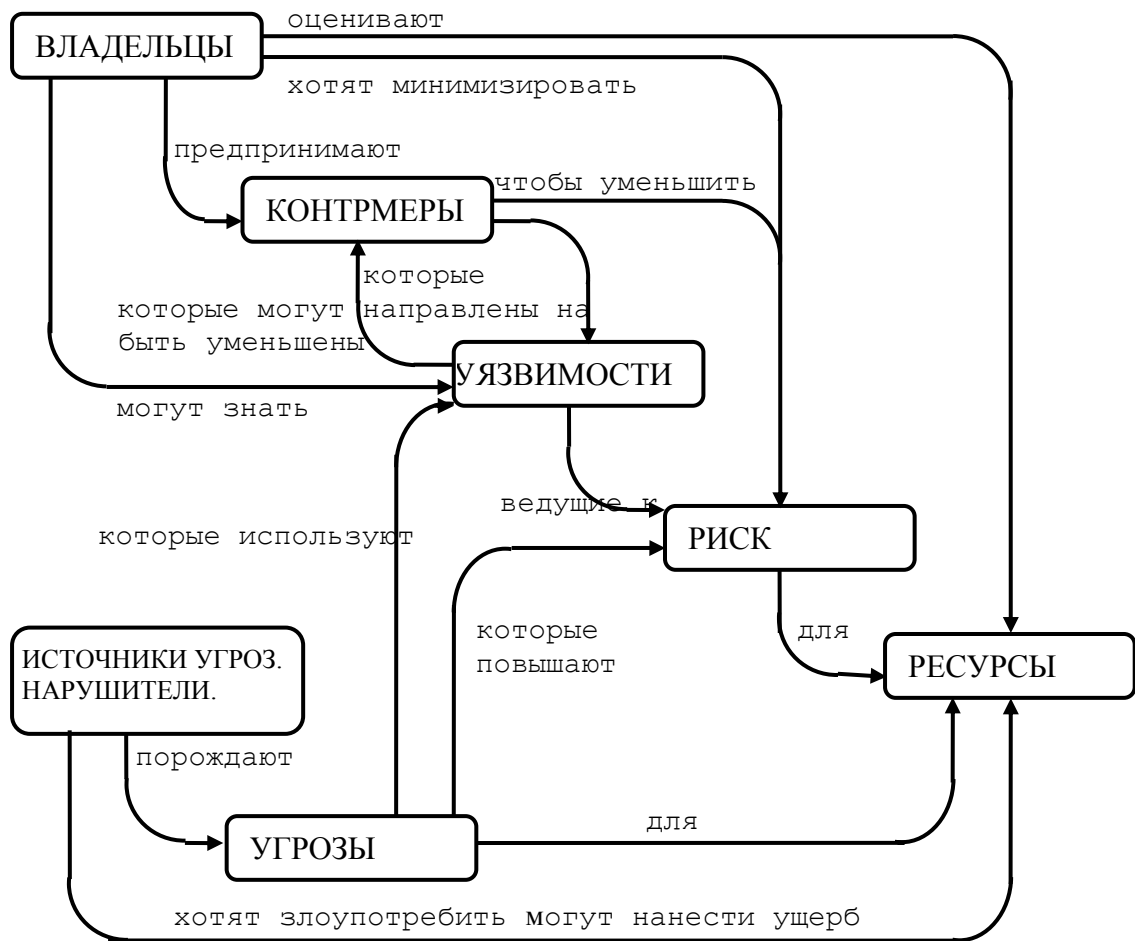 оценивают
ВЛАДЕЛЬЦЫ
хотят минимизировать
предпринимают
чтобы уменьшить
КОНТРМЕРЫ
которые
направлены на
которые могут
быть уменьшены
УЯЗВИМОСТИ
могут знать
ведущие к
которые используют
РИСК
которые
повышают
для
ИСТОЧНИКИ УГРОЗ.
НАРУШИТЕЛИ.
РЕСУРСЫ
порождают
для
УГРОЗЫ
хотят злоупотребить могут нанести ущерб